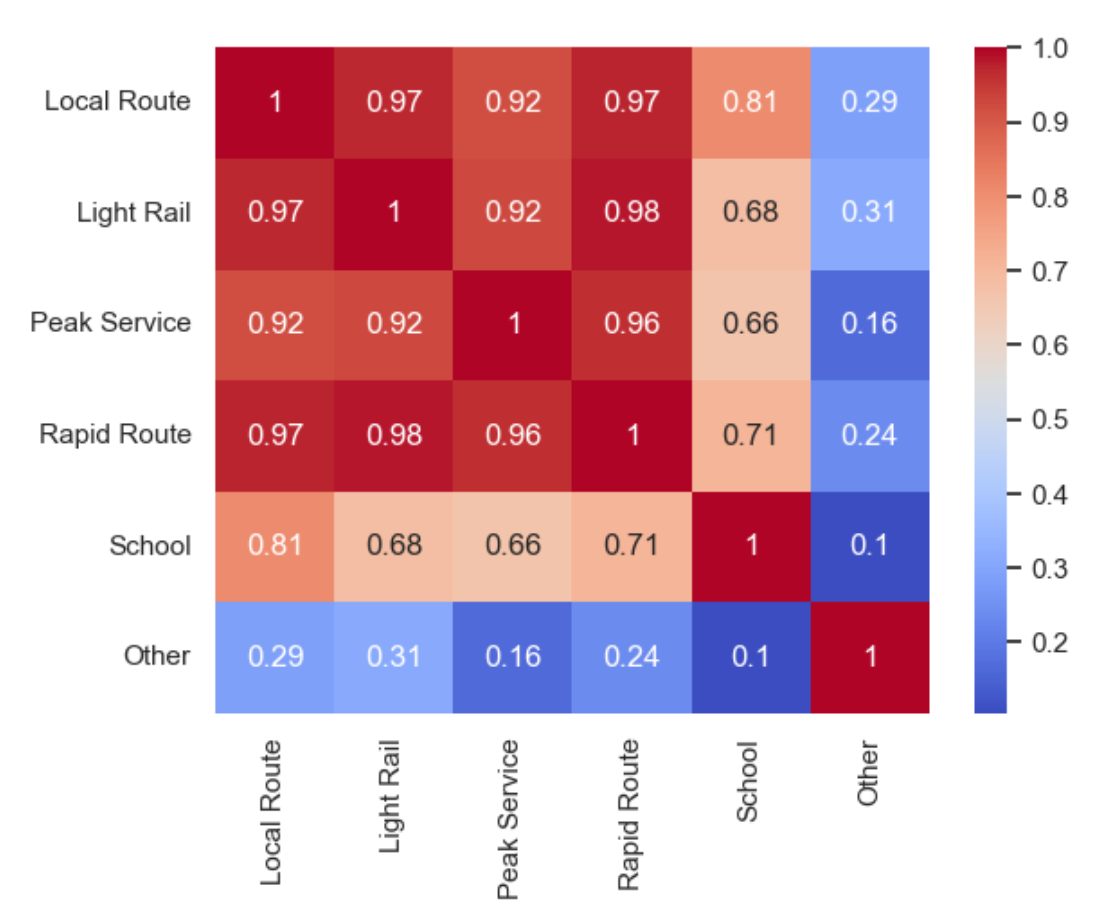 Local Route 1 0.97 0.92 0.97 0.81 0.29
Light Rail 0.97 1 0.92 0.98 0.68 0.31
Peak Service 0.92 0.92 1 0.96 0.66 0.16
Rapid Route 0.97 0.98 0.96 1 0.71 0.24
School 0.81 0.68 0.66 0.71 1 0.1
Other 0.29 0.31 0.16 0.24 0.1 1
Local Route
Light Rail
Peak Service
Rapid Route
School
Other
1.0
0.9
0.8
0.7
0.6
0.5
0.4
0.3
0.2